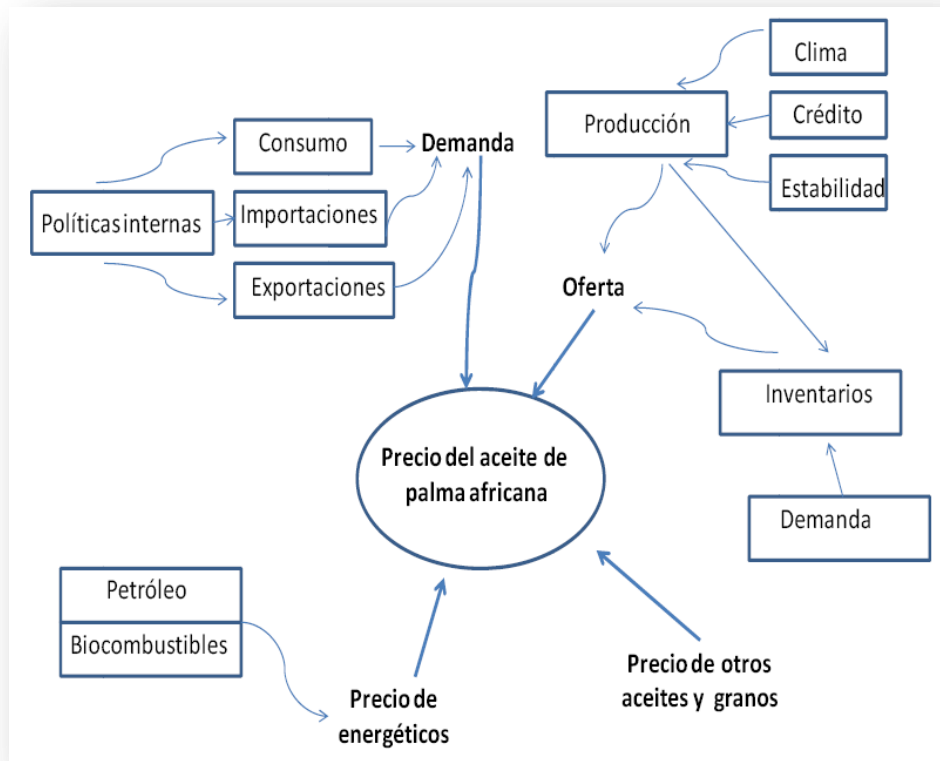 Clima
Producción
Crédito
Consumo
Demanda
Estabilidad
Políticas internas
Importaciones
Exportaciones
Oferta
Inventarios
Precio del aceite de
palma africana
Demanda
Petróleo
Biocombustibles
Precio de otros
aceites y granos
Precio de
energéticos